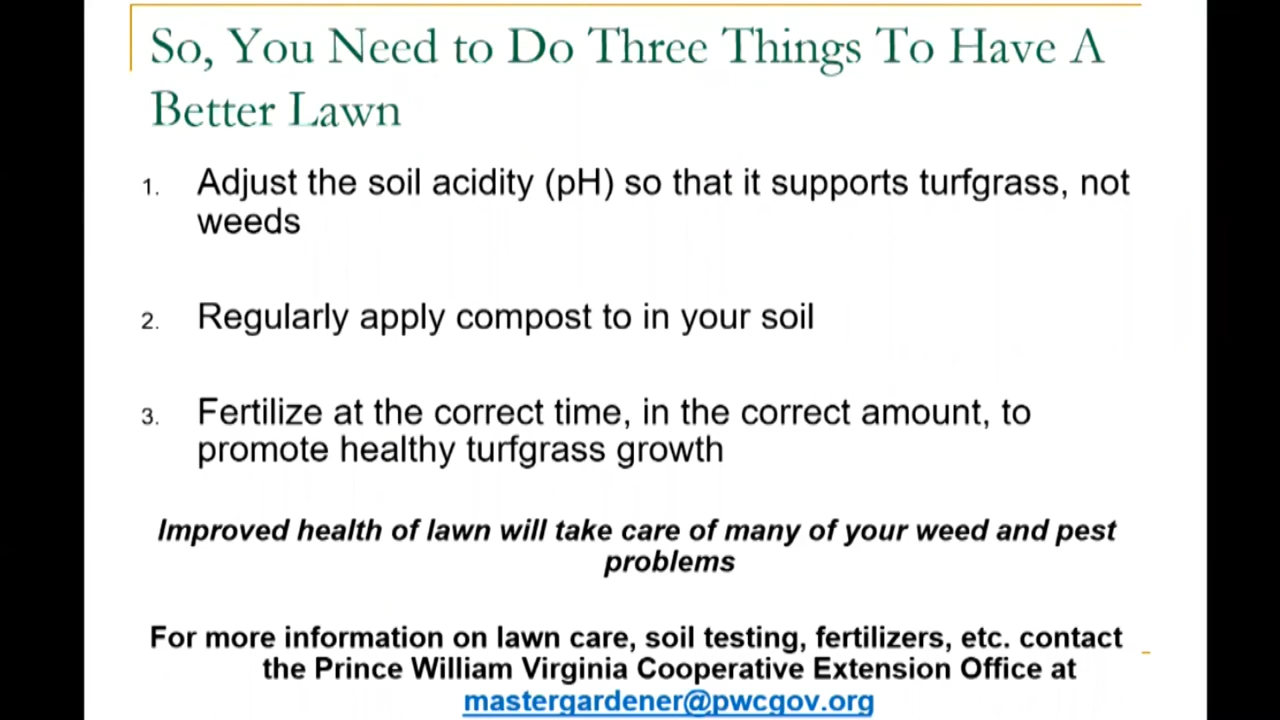 So, You Need to Do Three Things To Have A
Better Lawn
1. Adjust the soil acidity (pH) so that it supports turfgrass, not
weeds
2. Regularly apply compost to in your soil
3. Fertilize at the correct time, in the correct amount, to
promote healthy turfgrass growth
Improved health of lawn will take care of many of your weed and pest
problems
For more information on lawn care, soil testing, fertilizers, etc. contact
the Prince William Virginia Cooperative Extension Office at
mastergardener@pwcgov.org